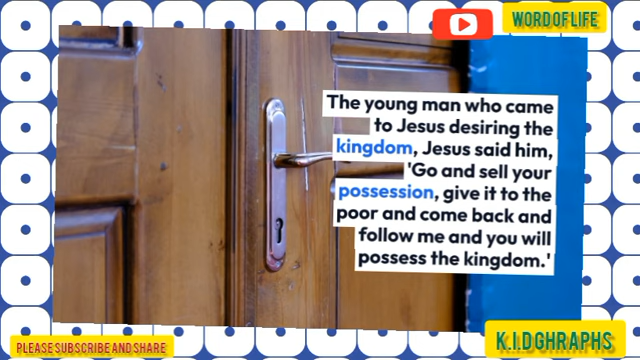 WORD OF LIFE
The young man who came
to Jesus desiring the
kingdom, Jesus said him,
'Go and sell your
possession, give it to the
poor and come back and
follow me and you will
possess the kingdom.'
PLEASE SUBSCRIBE AND SHARE
K.I.D GHRAPHS